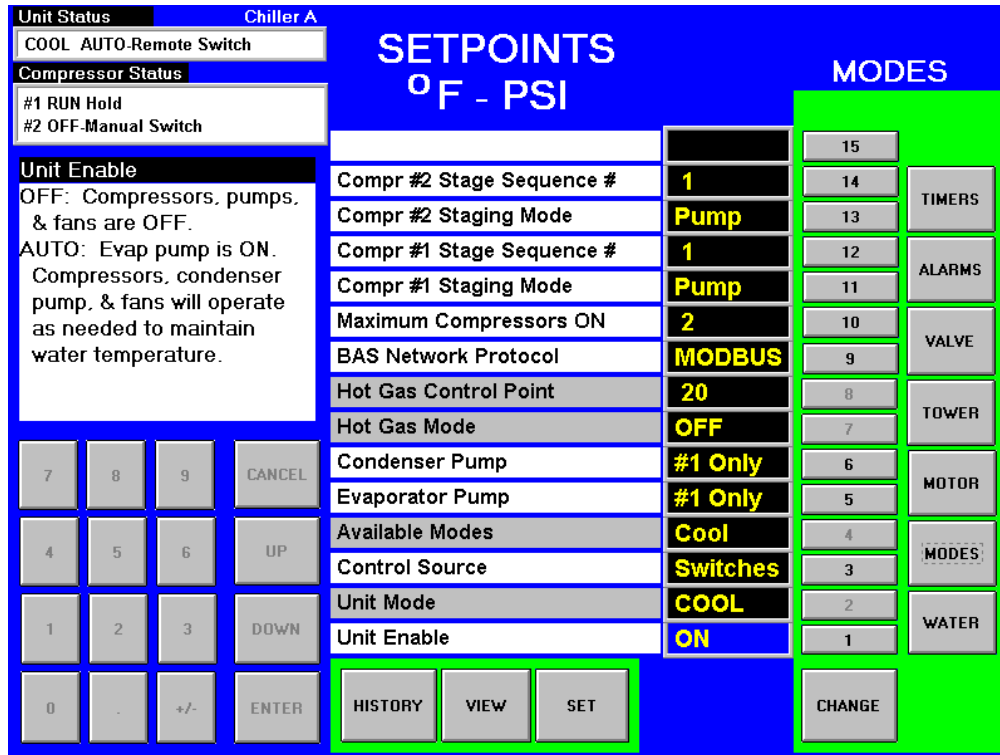 Unit Status Chiller A
COOL AUTO-Remote Switch
Compressor Status
#1 RUN Hold
#2 OFF-Manual Switch
SETPOINTS
ºF - PSI
MODES
Unit Enable
OFF: Compressors, pumps,
& fans are OFF.
AUTO: Evap pump is ON.
Compressors, condenser
pump, & fans will operate
as needed to maintain
water temperature.
15
Compr #2 Stage Sequence # 1 14
Compr #2 Staging Mode Pump 13
Compr #1 Stage Sequence # 1 12
Compr #1 Staging Mode Pump 11
Maximum Compressors ON 2 10
BAS Network Protocol MODBUS 9
Hot Gas Control Point 20 8
Hot Gas Mode OFF 7
Condenser Pump #1 Only 6
Evaporator Pump #1 Only 5
Available Modes Cool 4
Control Source Switches 3
Unit Mode COOL 2
Unit Enable ON 1
TIMERS
ALARMS
VALVE
TOWER
MOTOR
MODES
WATER
7 8 9 CANCEL
4 5 6 UP
1 2 3 DOWN
0 . +/- ENTER
HISTORY VIEW SET CHANGE